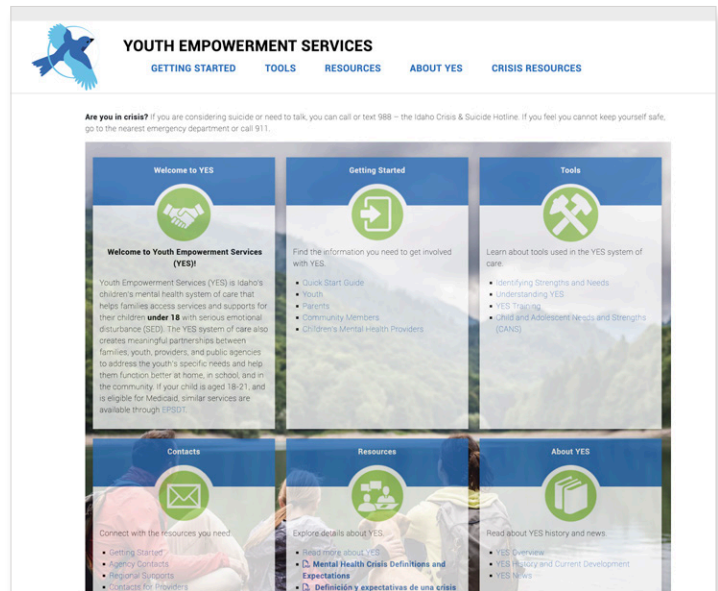 YOUTH EMPOWERMENT SERVICES
GETTING STARTED TOOLS RESOURCES ABOUT YES CRISIS RESOURCES
Are you in crisis? If you are considering suicide or need to talk, you can call or text 988 – the Idaho Crisis & Suicide Hotline. If you feel you cannot keep yourself safe,
go to the nearest emergency department or call 911.
Welcome to YES
Welcome to Youth Empowerment Services
(YES)!
Youth Empowerment Services (YES) is Idaho's
children's mental health system of care that
helps families access services and supports for
their children under 18 with serious emotional
disturbance (SED). The YES system of care also
creates meaningful partnerships between
families, youth, providers, and public agencies
to address the youth's specific needs and help
them function better at home, in school, and in
the community. If your child is aged 18-21, and
is eligible for Medicaid, similar services are
available through EPSDT.
Getting Started
Find the information you need to get involved
with YES.
Quick Start Guide
Youth
Parents
Community Members
Children's Mental Health Providers
Tools
Learn about tools used in the YES system of
care.
Identifying Strengths and Needs
Understanding YES
YES Training
Child and Adolescent Needs and Strengths
(CANS)
Contacts
Connect with the resources you need.
Getting Started
Agency Contacts
Regional Supports
Contacts for Providers
Resources
Explore details about YES.
Read more about YES
Mental Health Crisis Definitions and
Expectations
Definición y expectativas de una crisis
About YES
Read about YES history and news.
YES Overview
YES History and Current Development
YES News